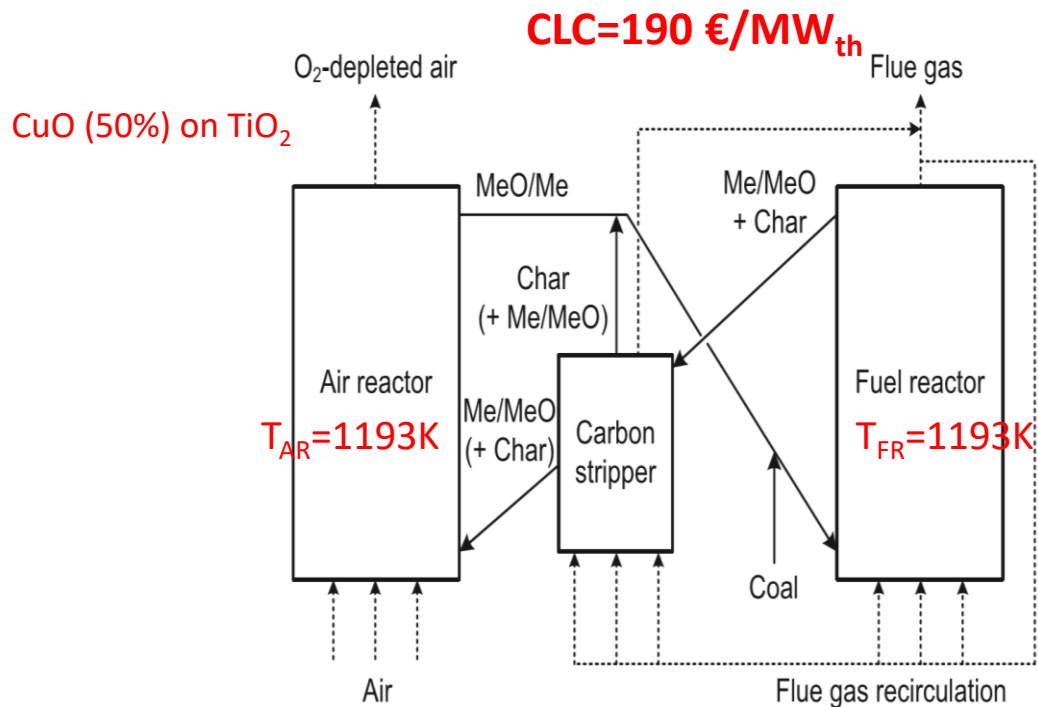 CLC=190 €/MWth
O2-depleted air
Flue gas
CuO (50%) on TiO2
MeO/Me
Me/MeO
+ Char
Char
(+ Me/MeO)
Air reactor
Fuel reactor
Me/MeO
(+ Char)
TAR=1193K
Carbon
stripper
TFR=1193K
Coal
Air
Flue gas recirculation